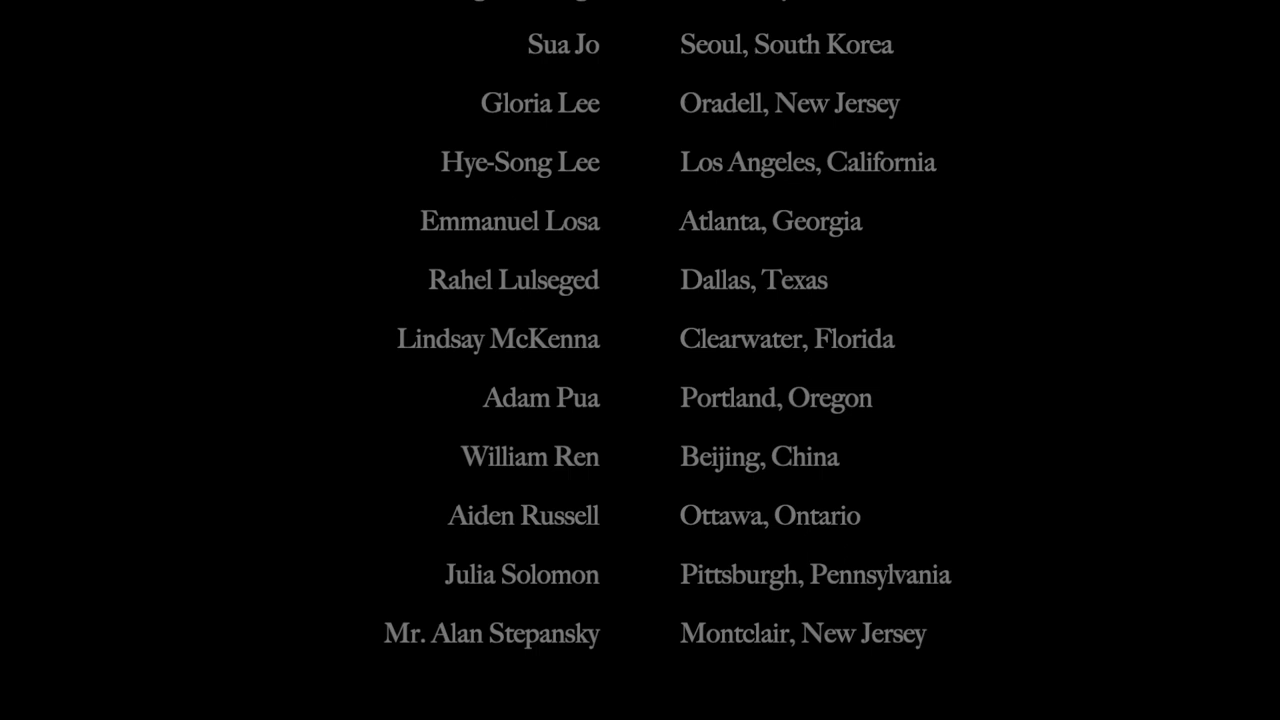 Sua Jo Seoul, South Korea
Gloria Lee Oradell, New Jersey
Hye-Song Lee Los Angeles, California
Emmanuel Losa Atlanta, Georgia
Rahel Lulseged Dallas, Texas
Lindsay McKenna Clearwater, Florida
Adam Pua Portland, Oregon
William Ren Beijing, China
Aiden Russell Ottawa, Ontario
Julia Solomon Pittsburgh, Pennsylvania
Mr. Alan Stepansky Montclair, New Jersey